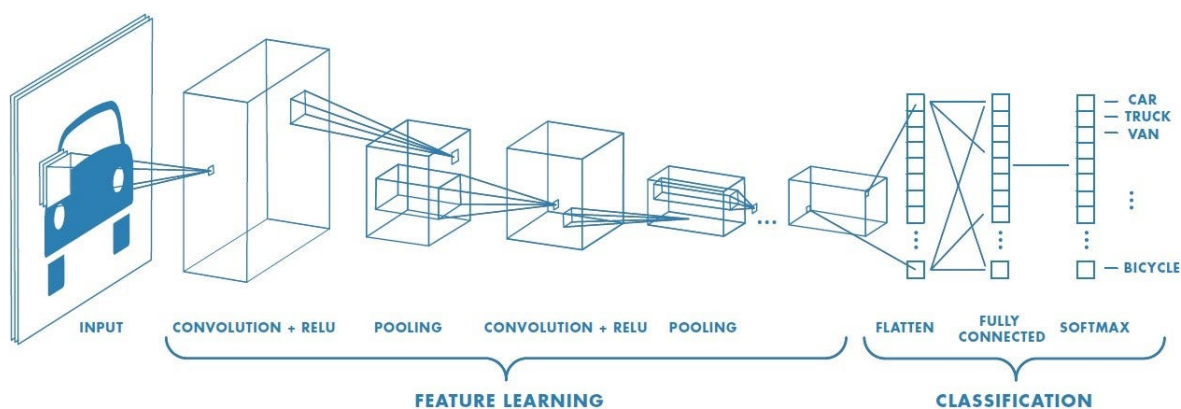 CAR
TRUCK
VAN
BICYCLE
INPUT
CONVOLUTION + RELU
POOLING
CONVOLUTION + RELU
POOLING
FLATTEN
FULLY
CONNECTED
SOFTMAX
FEATURE LEARNING
CLASSIFICATION